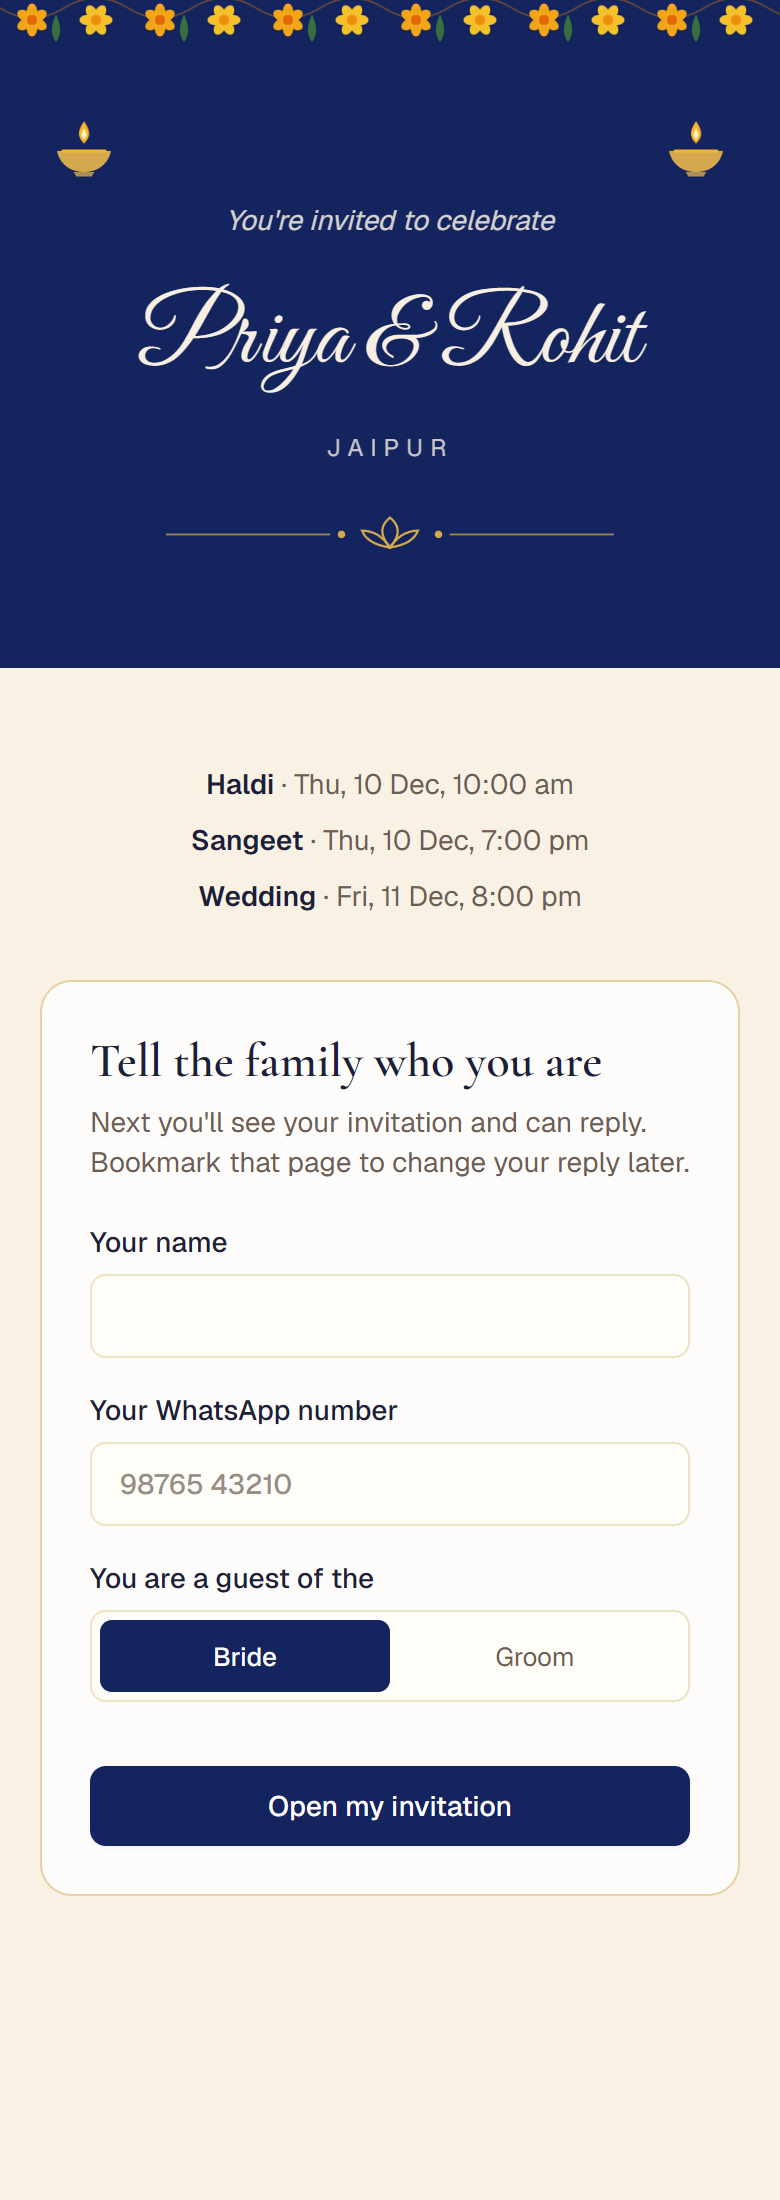 You're invited to celebrate
Priya & Rohit
JAIPUR
Haldi · Thu, 10 Dec, 10:00 am
Sangeet · Thu, 10 Dec, 7:00 pm
Wedding · Fri, 11 Dec, 8:00 pm
Tell the family who you are
Next you'll see your invitation and can reply.
Bookmark that page to change your reply later.
Your name
Your WhatsApp number
98765 43210
You are a guest of the
Bride
Groom
Open my invitation